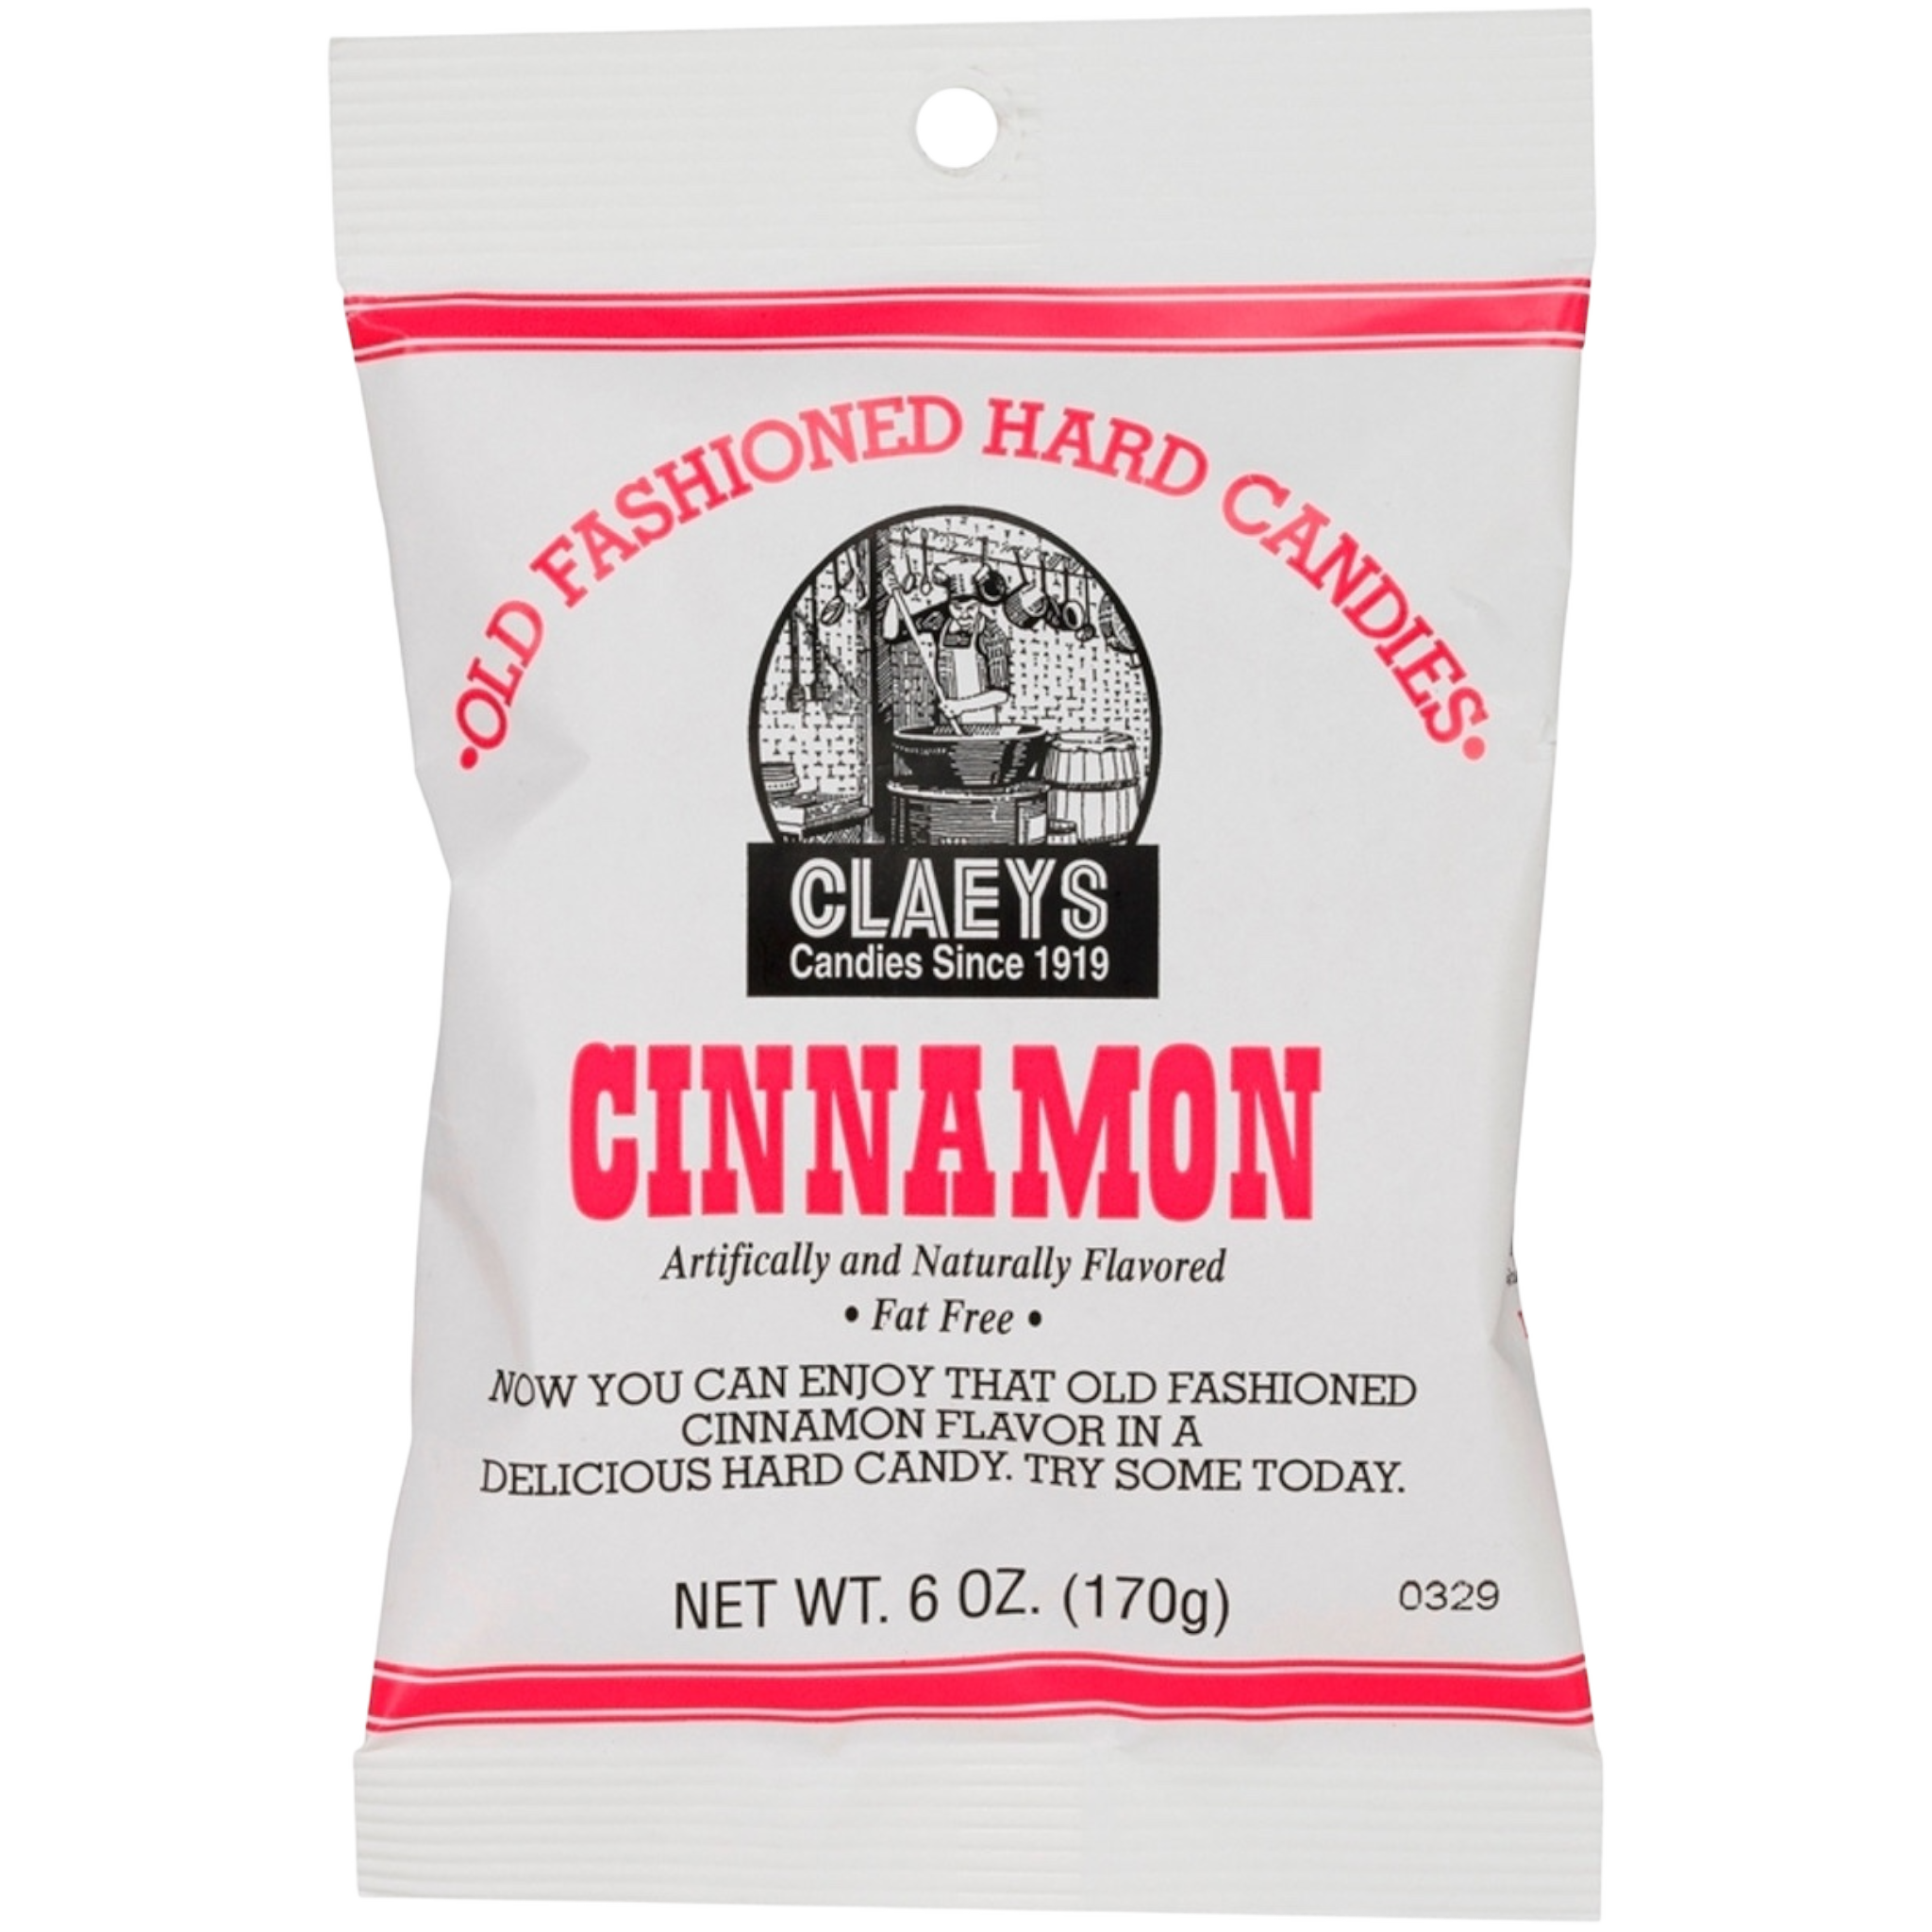 •OLD FASHIONED HARD CANDIES•
CLAEYS
Candies Since 1919
CINNAMON
Artifically and Naturally Flavored
• Fat Free •
NOW YOU CAN ENJOY THAT OLD FASHIONED
CINNAMON FLAVOR IN A
DELICIOUS HARD CANDY. TRY SOME TODAY.
NET WT. 6 OZ. (170g)
0329